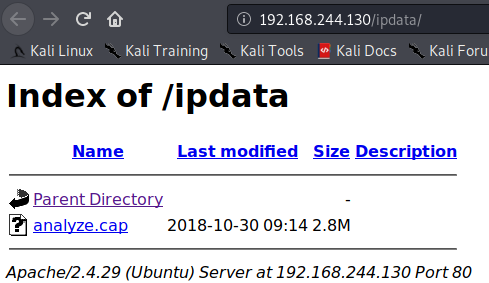 192.168.244.130/ipdata/
Kali Linux Kali Training Kali Tools Kali Docs Kali Foru
Index of /ipdata
Name Last modified Size Description
Parent Directory -
analyze.cap 2018-10-30 09:14 2.8M
Apache/2.4.29 (Ubuntu) Server at 192.168.244.130 Port 80